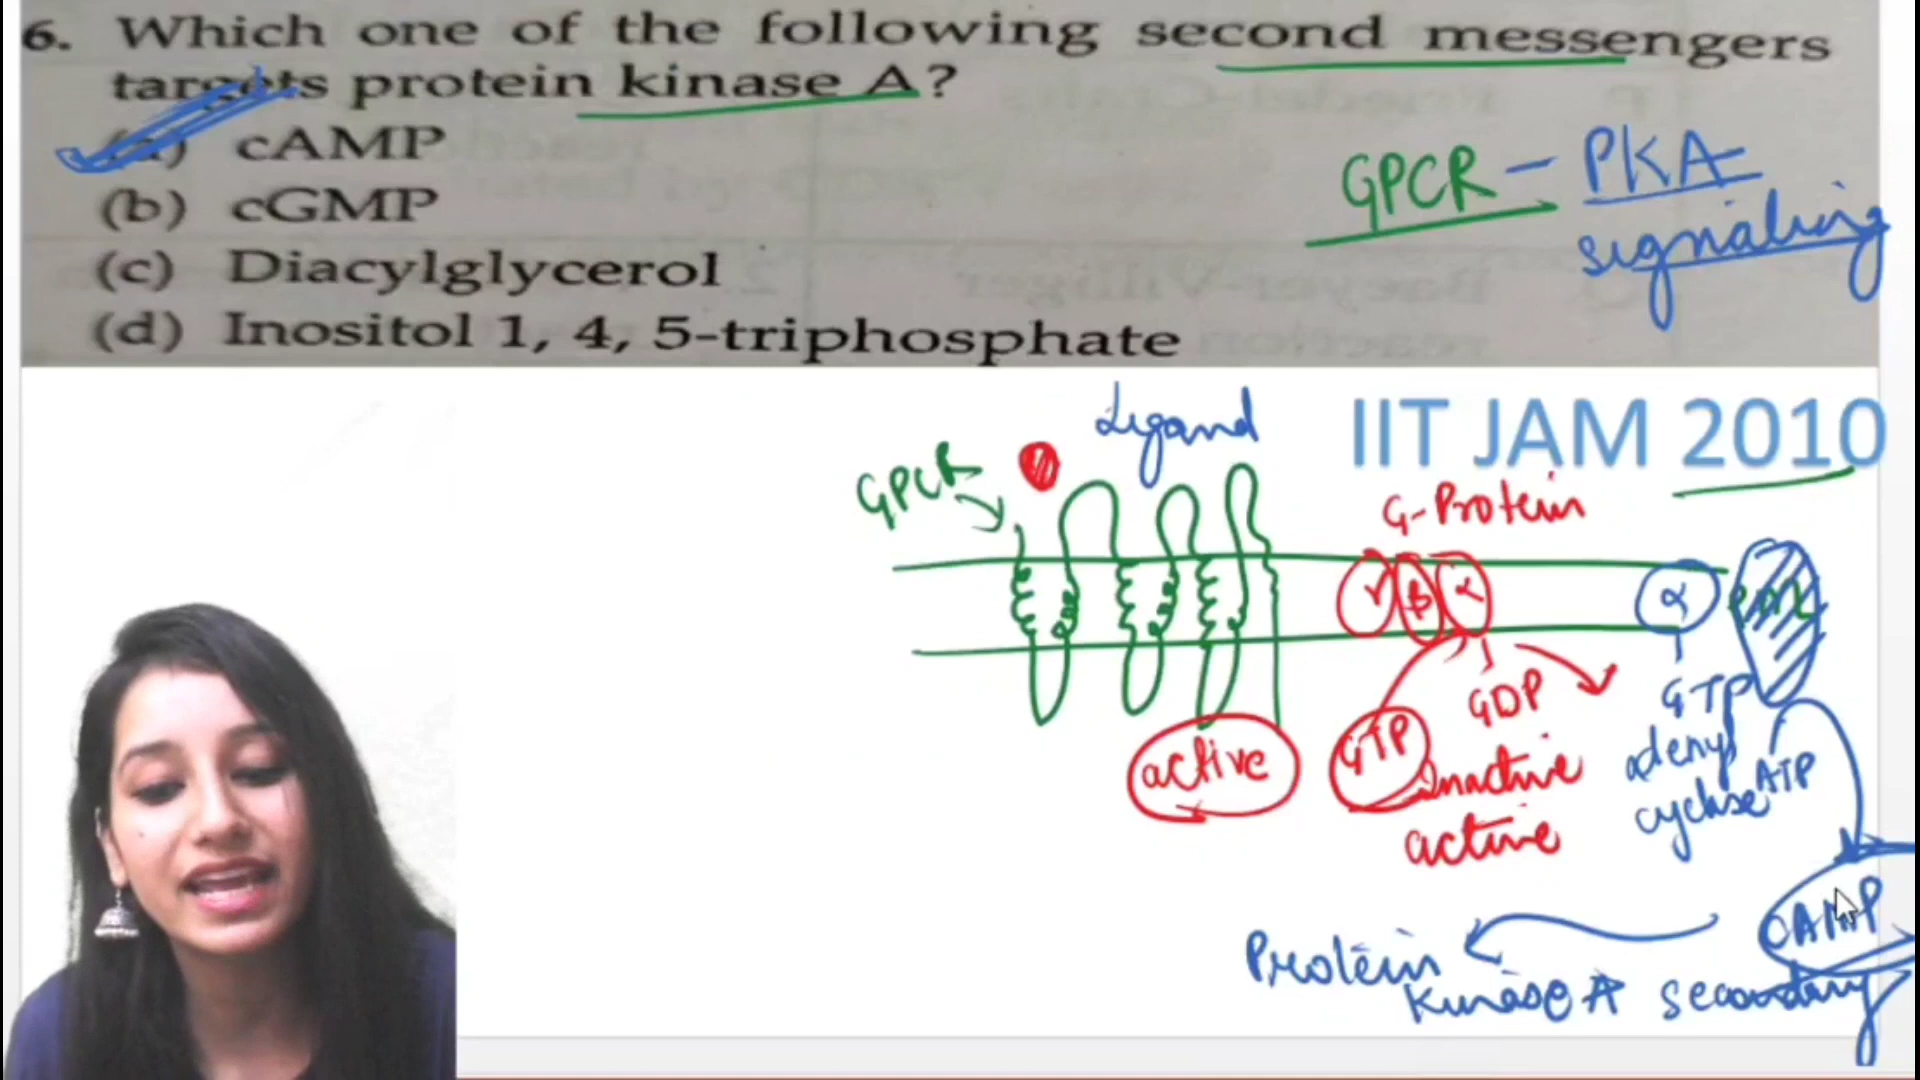 6. Which one of the following second messengers
targets protein kinase A?
(a) cAMP
(b) cGMP
(c) Diacylglycerol
(d) Inositol 1, 4, 5-triphosphate
GPCR - PKA
signaling
IIT JAM 2010
Ligand
GPCR
G-Protein
γ β α
α
GDP
GTP
inactive
active
active
GTP
adenyl
cyclase
ATP
cAMP
Protein
kinase A
secondary